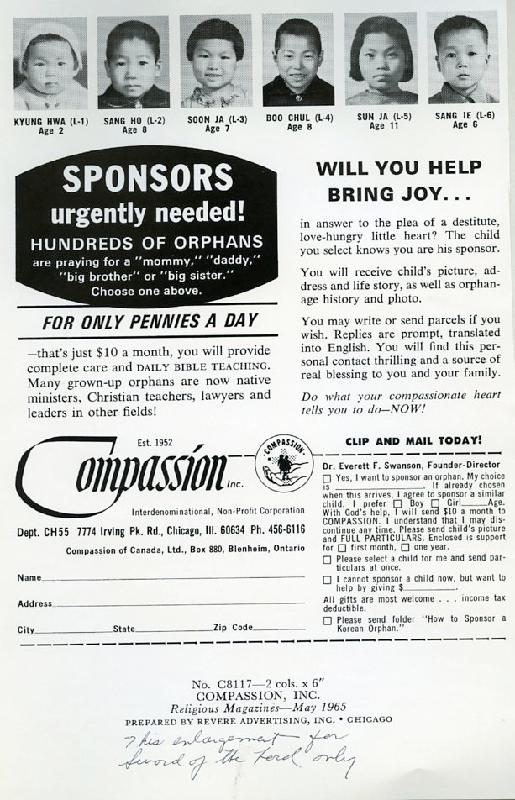 KYUNG HWA (L-1) SANG HO (L-2) SOON JA (L-3) BOO CHUL (L-4) SUN JA (L-5) SANG IE (L-6)
Age 2 Age 8 Age 7 Age 8 Age 11 Age 6
SPONSORS
urgently needed!
HUNDREDS OF ORPHANS
are praying for a "mommy," "daddy,"
"big brother" or "big sister."
Choose one above.
FOR ONLY PENNIES A DAY
—that's just $10 a month, you will provide
complete care and DAILY BIBLE TEACHING.
Many grown-up orphans are now native
ministers, Christian teachers, lawyers and
leaders in other fields!
WILL YOU HELP
BRING JOY...
in answer to the plea of a destitute,
love-hungry little heart? The child
you select knows you are his sponsor.
You will receive child's picture, ad-
dress and life story, as well as orphan-
age history and photo.
You may write or send parcels if you
wish. Replies are prompt, translated
into English. You will find this per-
sonal contact thrilling and a source of
real blessing to you and your family.
Do what your compassionate heart
tells you to do—NOW!
Est. 1952
Compassion Inc.
COMPASSION
Interdenominational, Non-Profit Corporation
Dept. CH55 7774 Irving Pk. Rd., Chicago, Ill. 60634 Ph. 456-6116
Compassion of Canada, Ltd., Box 880, Blenheim, Ontario
Name
Address
City State Zip Code
CLIP AND MAIL TODAY!
Dr. Everett F. Swanson, Founder-Director
Yes, I want to sponsor an orphan. My choice
is . If already chosen
when this arrives, I agree to sponsor a similar
child. I prefer Boy Girl Age.
With God's help, I will send $10 a month to
COMPASSION. I understand that I may dis-
continue any time. Please send child's picture
and FULL PARTICULARS. Enclosed is support
for first month, one year.
Please select a child for me and send par-
ticulars at once.
I cannot sponsor a child now, but want to
help by giving $
All gifts are most welcome . . . income tax
deductible.
Please send folder "How to Sponsor a
Korean Orphan."
No. C8117—2 cols. x 6"
COMPASSION, INC.
Religious Magazines—May 1965
PREPARED BY REVERE ADVERTISING, INC. • CHICAGO
This enlargement for
Sword of the Lord only